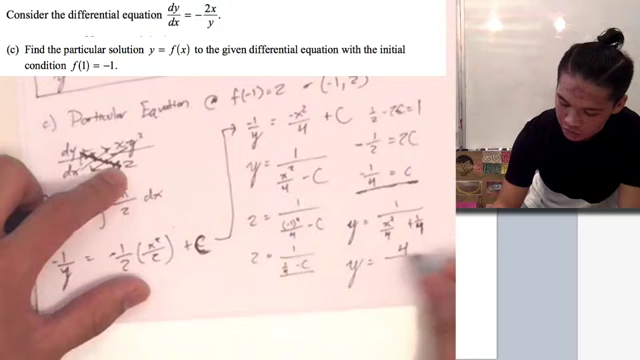 Consider the differential equation dy/dx = −2x/y.
(c) Find the particular solution y = f(x) to the given differential equation with the initial
condition f(1) = −1.
c) Particular Equation @ f(-1)=2 (-1, 2)
dy/dx
dx
-1/y = -1/2 (x²/2) + C
-1/y = -x²/4 + C
y = 1/(x²/4 - C)
2 = 1/((-1)²/4 - C)
2 = 1/(1/4 - C)
1/2 - 2C = 1
-1/2 = 2C
-1/4 = C
y = 1/(x²/4 + 1/4)
y = 4